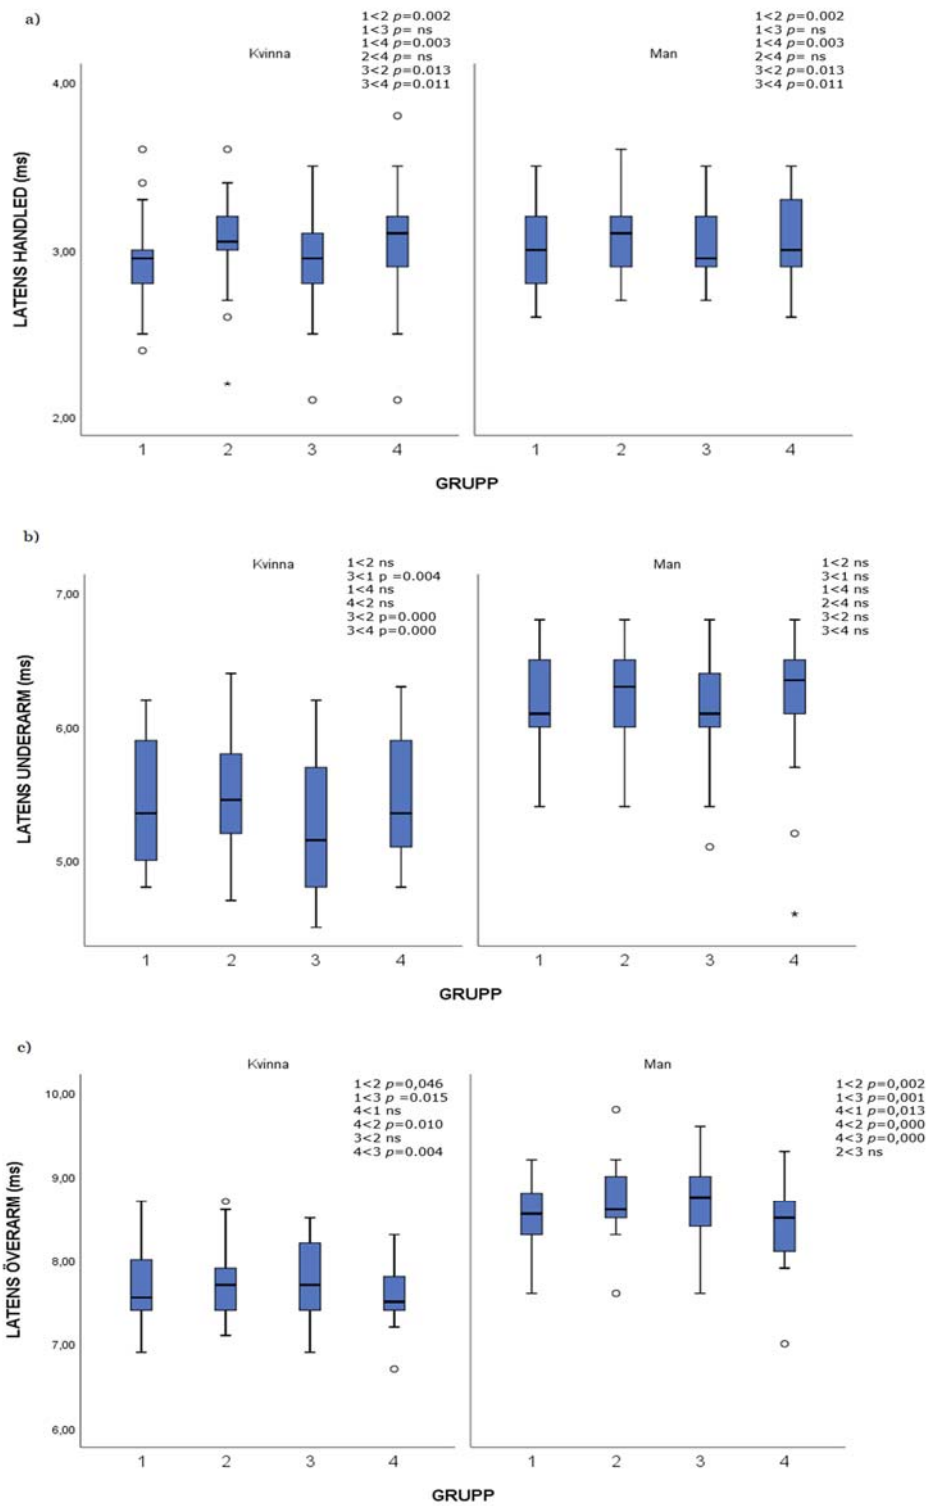 a)
1<2 p=0.002
1<3 p= ns
1<4 p=0.003
2<4 p= ns
3<2 p=0.013
3<4 p=0.011
Kvinna
1<2 p=0.002
1<3 p= ns
1<4 p=0.003
2<4 p= ns
3<2 p=0.013
3<4 p=0.011
Man
LATENS HANDLED (ms)
4,00
3,00
2,00
1 2 3 4
1 2 3 4
GRUPP
b)
Kvinna
1<2 ns
3<1 p =0.004
1<4 ns
4<2 ns
3<2 p=0.000
3<4 p=0.000
Man
1<2 ns
3<1 ns
1<4 ns
2<4 ns
3<2 ns
3<4 ns
LATENS UNDERARM (ms)
7,00
6,00
5,00
1 2 3 4
1 2 3 4
GRUPP
c)
Kvinna
1<2 p=0,046
1<3 p =0.015
4<1 ns
4<2 p=0.010
3<2 ns
4<3 p=0.004
Man
1<2 p=0,002
1<3 p=0,001
4<1 p=0,013
4<2 p=0,000
4<3 p=0,000
2<3 ns
LATENS ÖVERARM (ms)
10,00
9,00
8,00
7,00
6,00
1 2 3 4
1 2 3 4
GRUPP